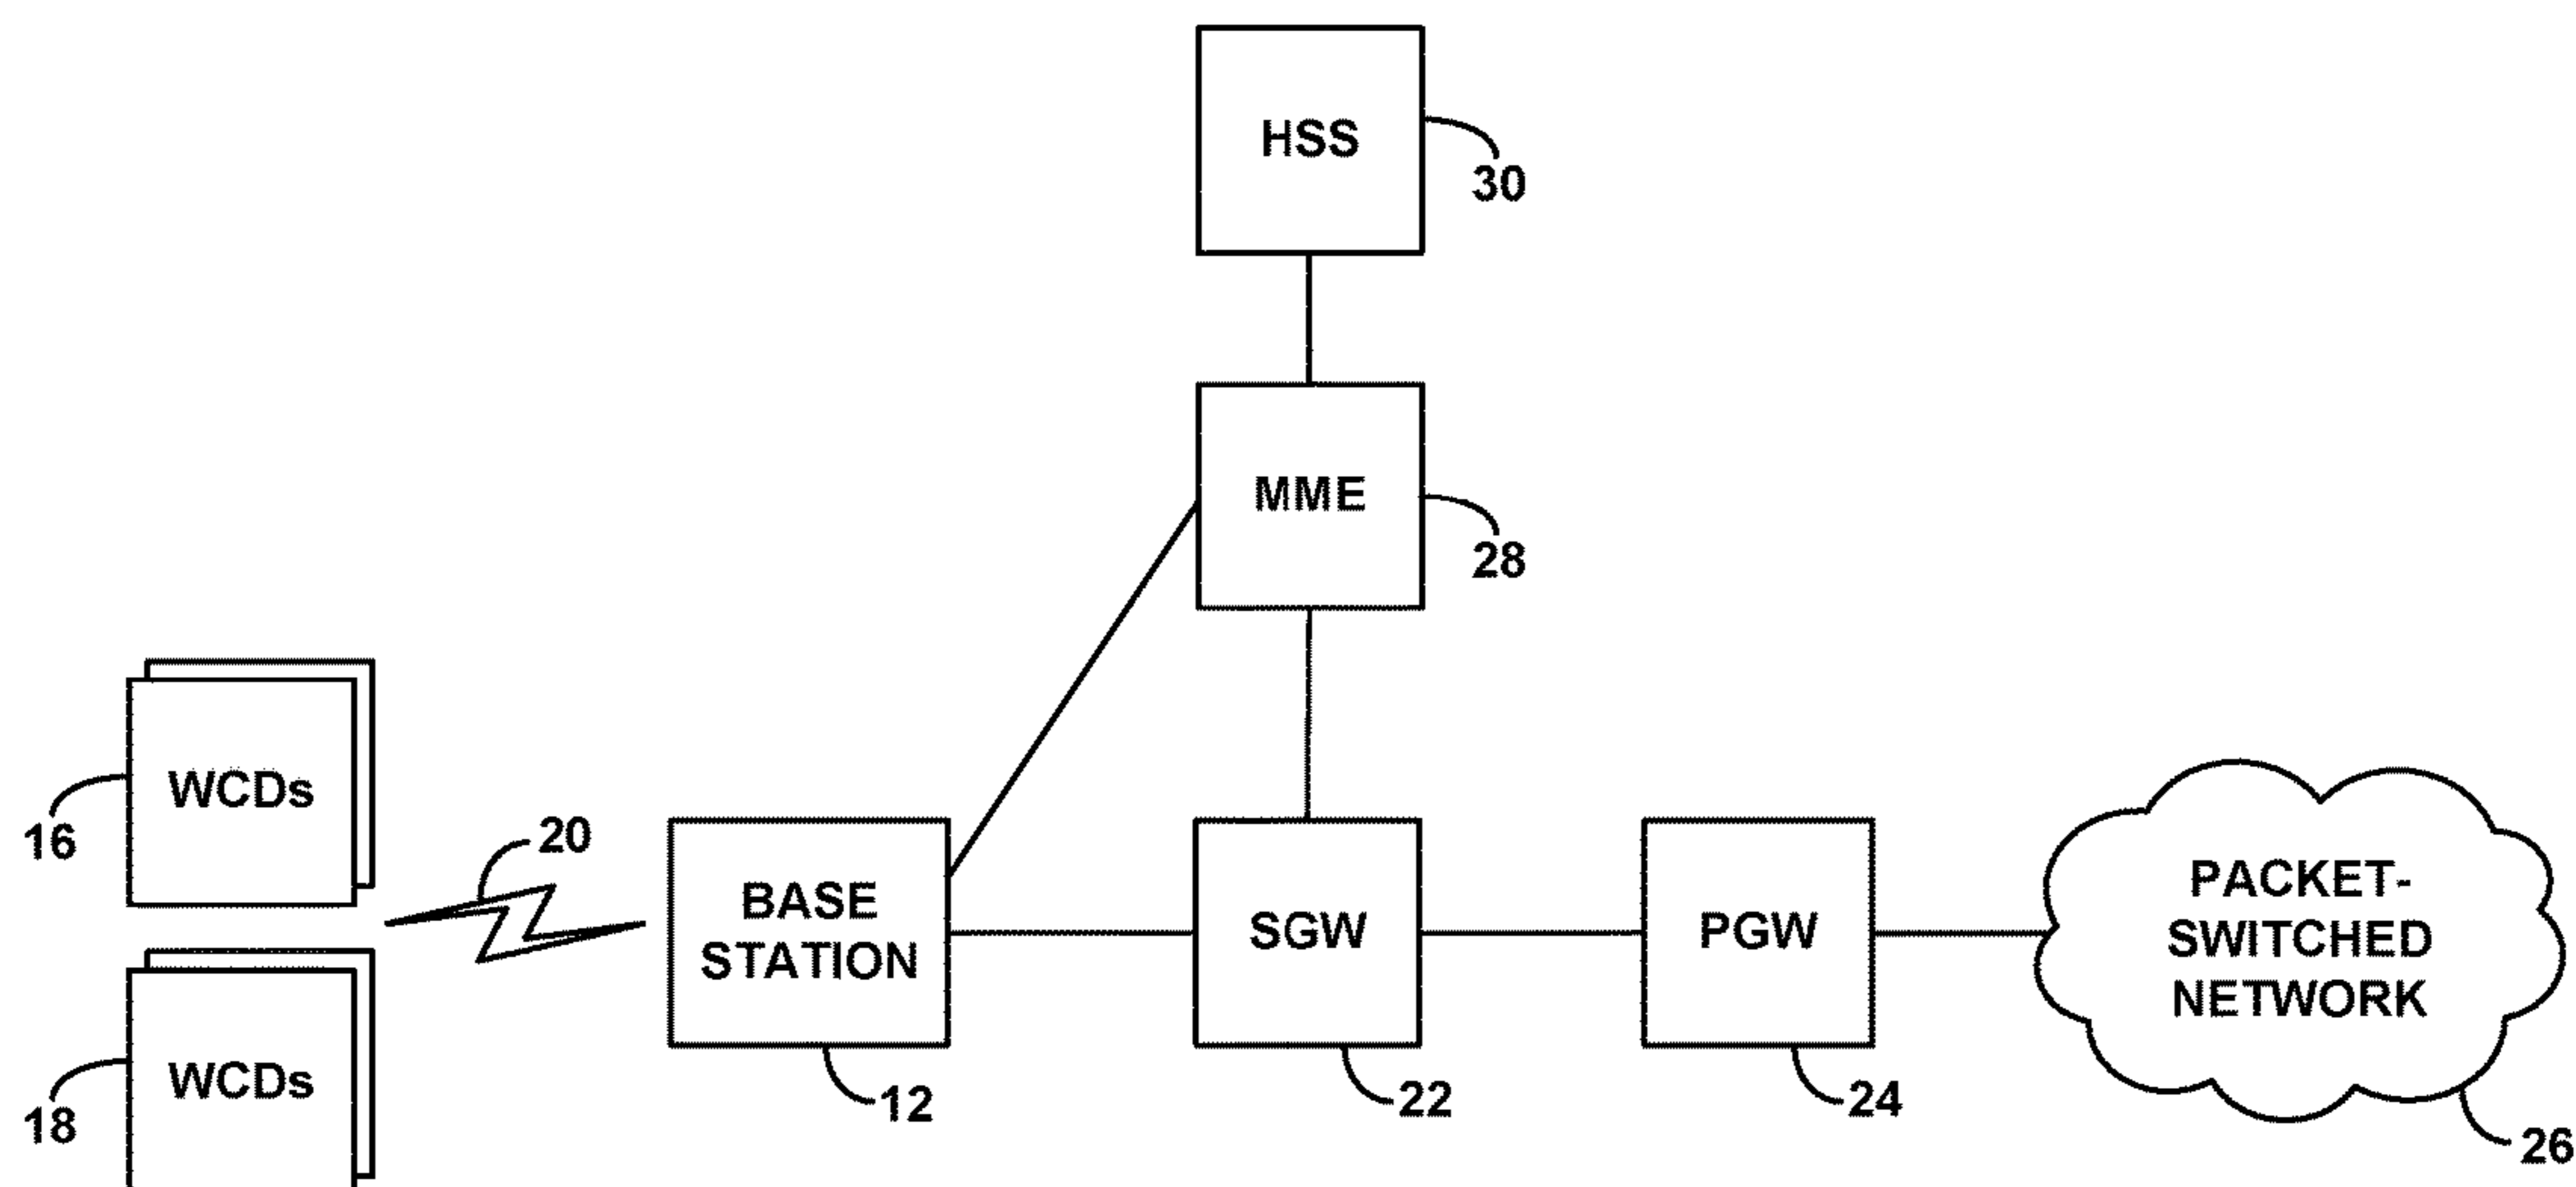 HSS
30
MME
28
WCDs
16
20
BASE
STATION
12
SGW
22
PGW
24
PACKET-
SWITCHED
NETWORK
26
WCDs
18